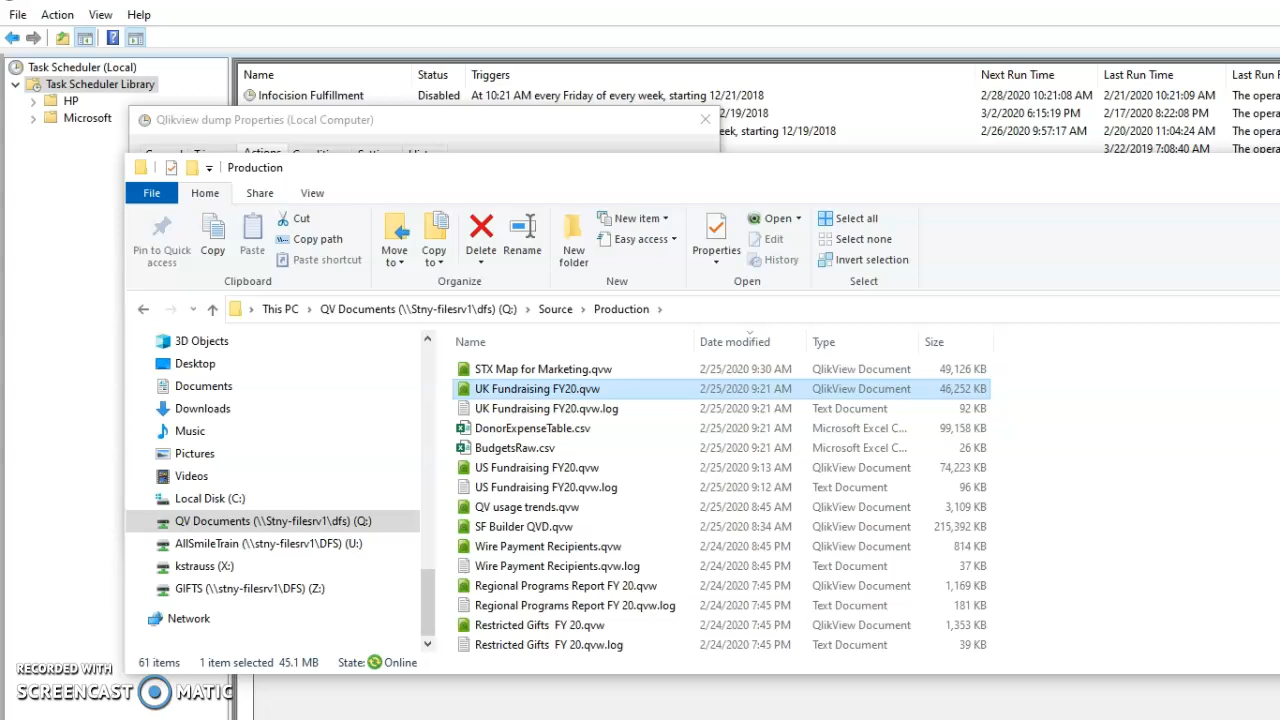 File Action View Help
Task Scheduler (Local)
Task Scheduler Library
HP
Microsoft
Name Status Triggers Next Run Time Last Run Time Last Run
Infocision Fulfillment Disabled At 10:21 AM every Friday of every week, starting 12/21/2018 2/28/2020 10:21:08 AM 2/21/2020 10:21:09 AM The opera
2/19/2018 3/2/2020 6:15:19 PM 2/17/2020 8:22:08 PM The opera
week, starting 12/19/2018 2/26/2020 9:57:17 AM 2/20/2020 11:04:24 AM The opera
3/22/2019 7:08:40 AM The opera
Qlikview dump Properties (Local Computer)
Production
File Home Share View
Pin to Quick access
Copy
Paste
Cut
Copy path
Paste shortcut
Clipboard
Move to
Copy to
Delete
Rename
Organize
New folder
New item
Easy access
New
Properties
Open
Edit
History
Open
Select all
Select none
Invert selection
Select
This PC > QV Documents (\\Stny-filesrv1\dfs) (Q:) > Source > Production >
3D Objects
Desktop
Documents
Downloads
Music
Pictures
Videos
Local Disk (C:)
QV Documents (\\Stny-filesrv1\dfs) (Q:)
AllSmileTrain (\\stny-filesrv1\DFS) (U:)
kstrauss (X:)
GIFTS (\\stny-filesrv1\DFS) (Z:)
Network
Name Date modified Type Size
STX Map for Marketing.qvw 2/25/2020 9:30 AM QlikView Document 49,126 KB
UK Fundraising FY20.qvw 2/25/2020 9:21 AM QlikView Document 46,252 KB
UK Fundraising FY20.qvw.log 2/25/2020 9:21 AM Text Document 92 KB
DonorExpenseTable.csv 2/25/2020 9:21 AM Microsoft Excel C... 99,158 KB
BudgetsRaw.csv 2/25/2020 9:21 AM Microsoft Excel C... 26 KB
US Fundraising FY20.qvw 2/25/2020 9:13 AM QlikView Document 74,223 KB
US Fundraising FY20.qvw.log 2/25/2020 9:12 AM Text Document 96 KB
QV usage trends.qvw 2/25/2020 8:45 AM QlikView Document 3,109 KB
SF Builder QVD.qvw 2/25/2020 8:34 AM QlikView Document 215,392 KB
Wire Payment Recipients.qvw 2/24/2020 8:45 PM QlikView Document 814 KB
Wire Payment Recipients.qvw.log 2/24/2020 8:45 PM Text Document 37 KB
Regional Programs Report FY 20.qvw 2/24/2020 7:45 PM QlikView Document 1,169 KB
Regional Programs Report FY 20.qvw.log 2/24/2020 7:45 PM Text Document 181 KB
Restricted Gifts FY 20.qvw 2/24/2020 7:45 PM QlikView Document 1,353 KB
Restricted Gifts FY 20.qvw.log 2/24/2020 7:45 PM Text Document 39 KB
61 items 1 item selected 45.1 MB State: Online
RECORDED WITH
SCREENCAST MATIC